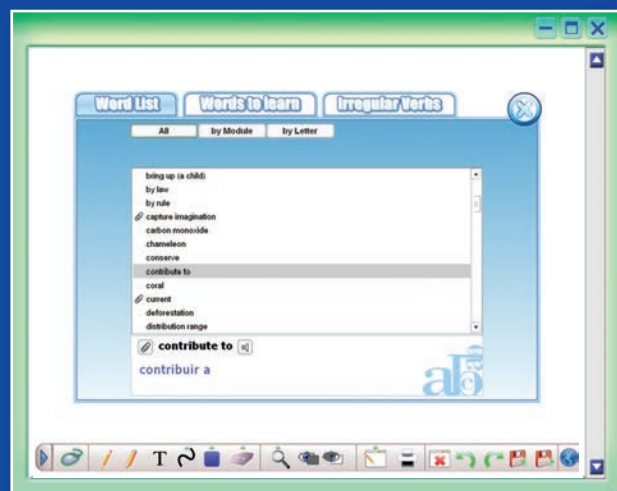 Word List Words to learn Irregular Verbs
All by Module by Letter
bring up (a child)
by law
by rule
capture imagination
carbon monoxide
chameleon
conserve
contribute to
coral
current
deforestation
distribution range
contribute to
contribuir a
abc
T